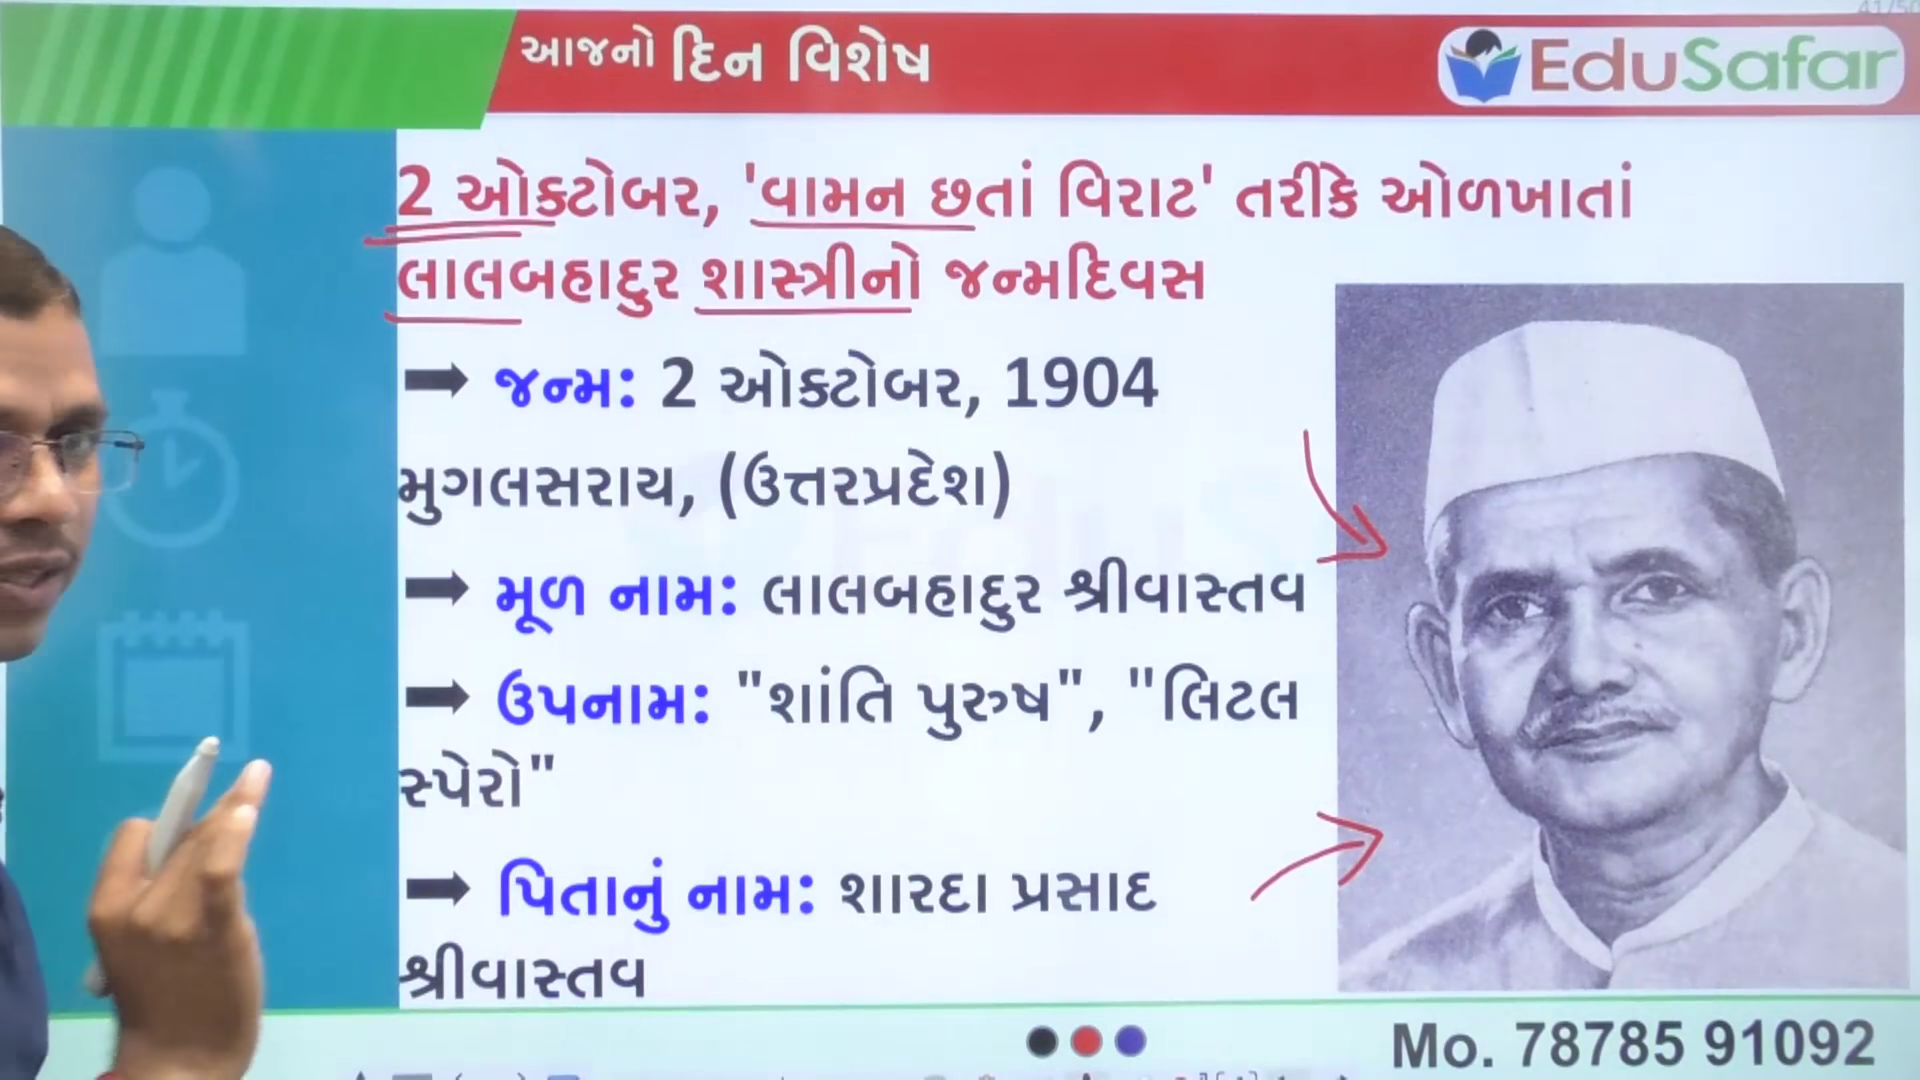 આજનો દિન વિશેષ
EduSafar
2 ઓક્ટોબર, 'વામન છતાં વિરાટ' તરીકે ઓળખાતાં
લાલબહાદુર શાસ્ત્રીનો જન્મદિવસ
➡ જન્મ: 2 ઓક્ટોબર, 1904
મુગલસરાય, (ઉત્તરપ્રદેશ)
➡ મૂળ નામ: લાલબહાદુર શ્રીવાસ્તવ
➡ ઉપનામ: "શાંતિ પુરુષ", "લિટલ
સ્પેરો"
➡ પિતાનું નામ: શારદા પ્રસાદ
શ્રીવાસ્તવ
Mo. 78785 91092